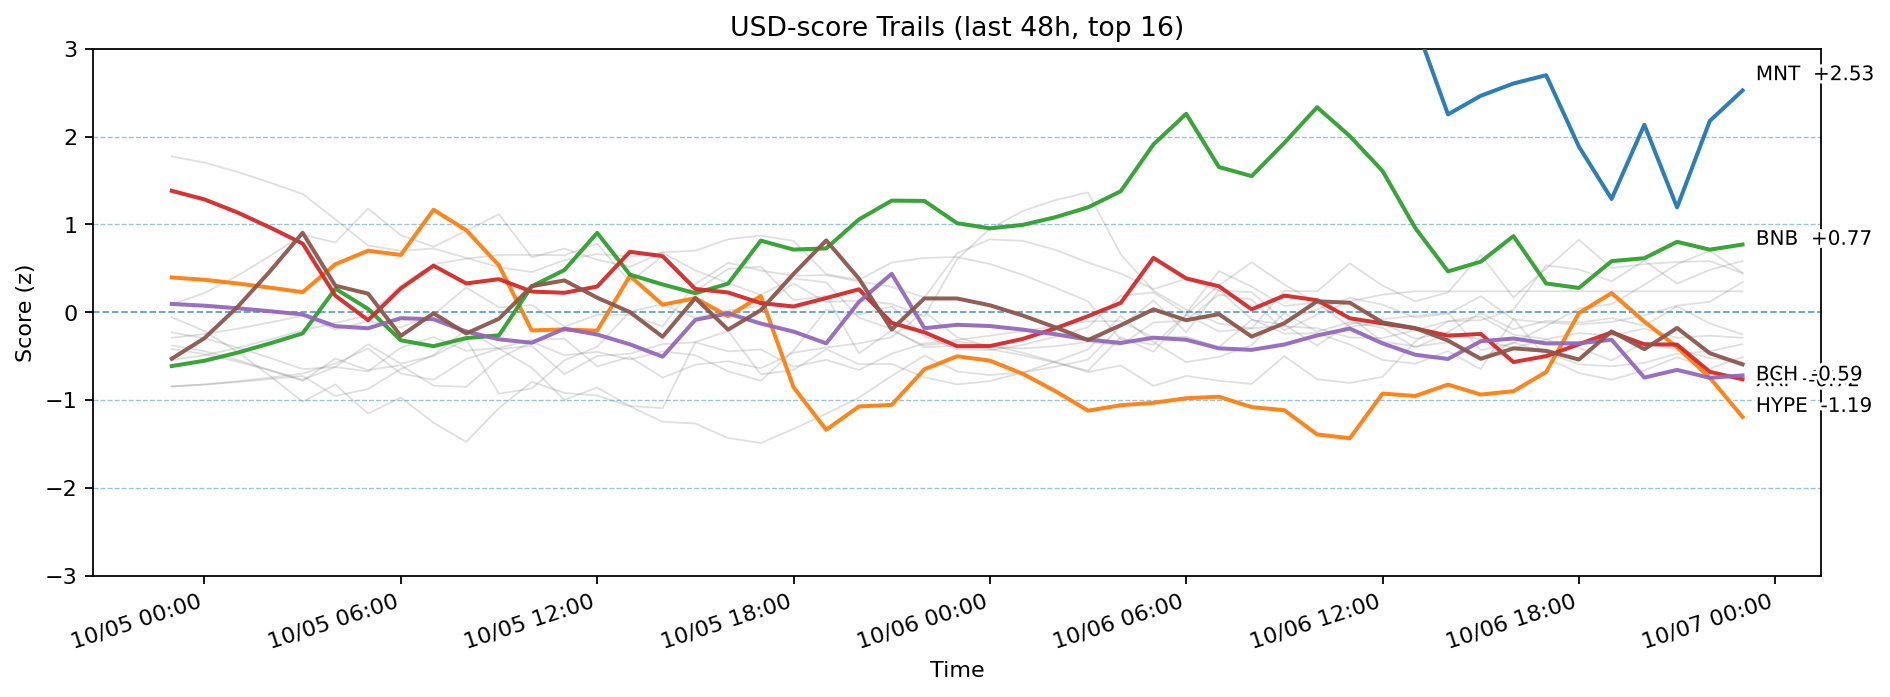 USD-score Trails (last 48h, top 16)
Score (z)
3
2
1
0
−1
−2
−3
MNT +2.53
BNB +0.77
BCH -0.59
HYPE -1.19
10/05 00:00
10/05 06:00
10/05 12:00
10/05 18:00
10/06 00:00
10/06 06:00
10/06 12:00
10/06 18:00
10/07 00:00
Time